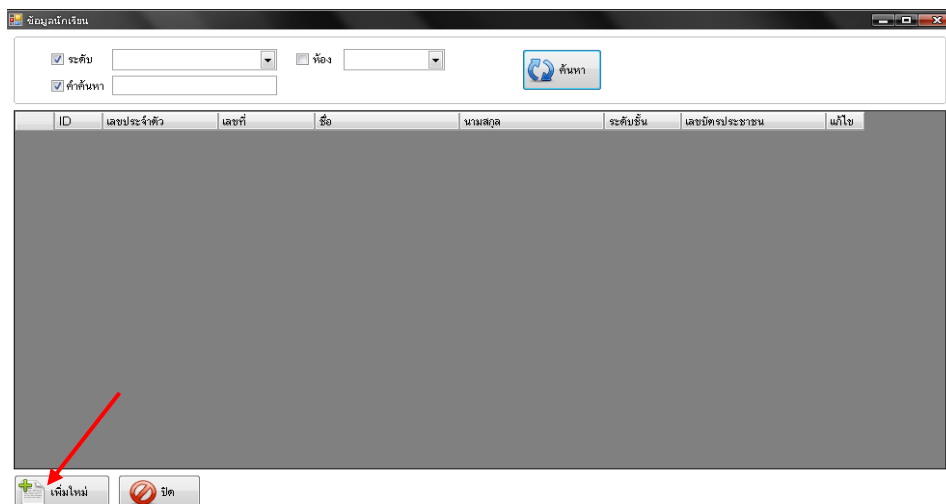 ข้อมูลนักเรียน
ระดับ ห้อง ค้นหา
คำค้นหา
ID เลขประจำตัว เลขที่ ชื่อ นามสกุล ระดับชั้น เลขบัตรประชาชน แก้ไข
เพิ่มใหม่ ปิด